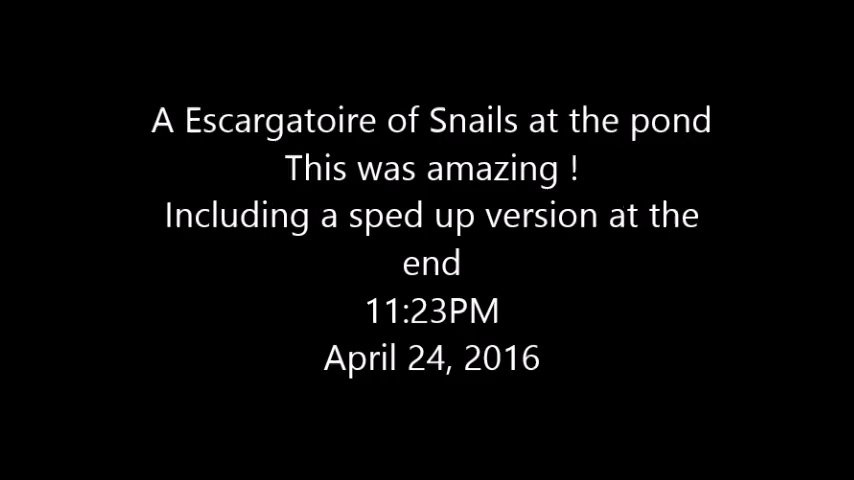 A Escargatoire of Snails at the pond
This was amazing !
Including a sped up version at the
end
11:23PM
April 24, 2016